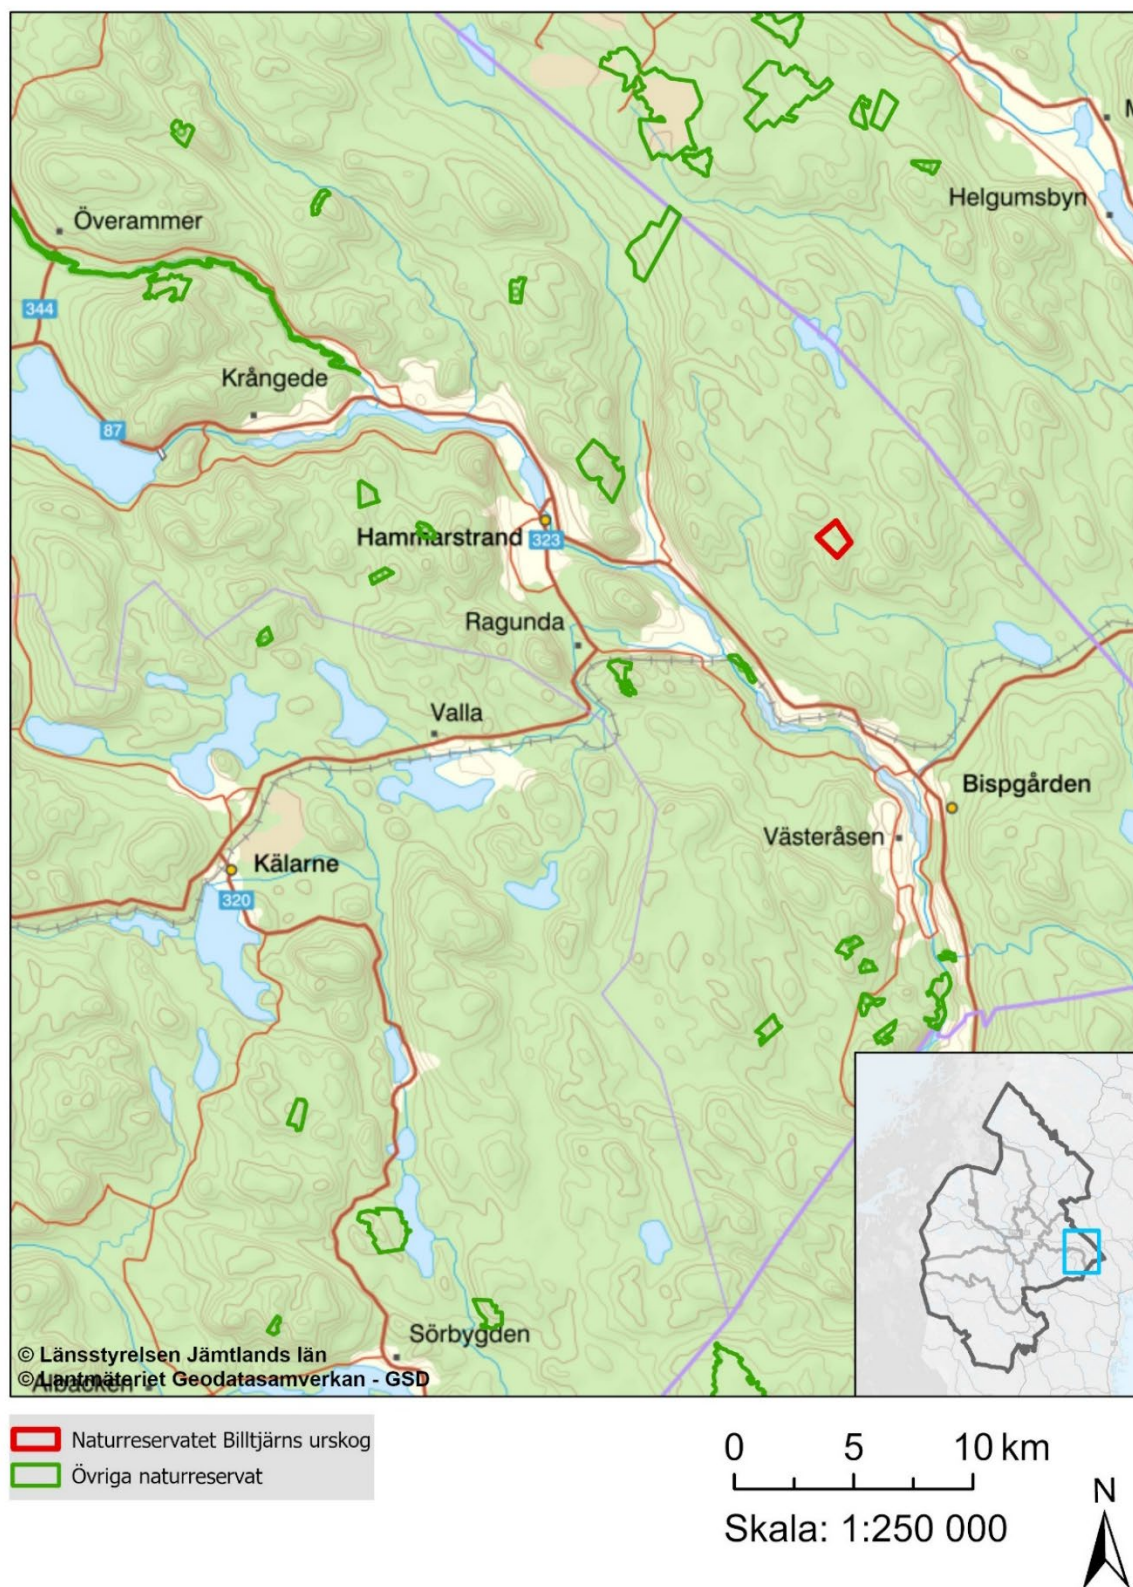 M
Helgumsbyn
Överammer
344
Krångede
87
Hammarstrand
323
Ragunda
Valla
Bispgården
Västeråsen
Kälarne
320
Sörbygden
© Länsstyrelsen Jämtlands län
© Lantmäteriet Geodatasamverkan - GSD
Albacken
Naturreservatet Billtjärns urskog
Övriga naturreservat
0 5 10 km
Skala: 1:250 000
N